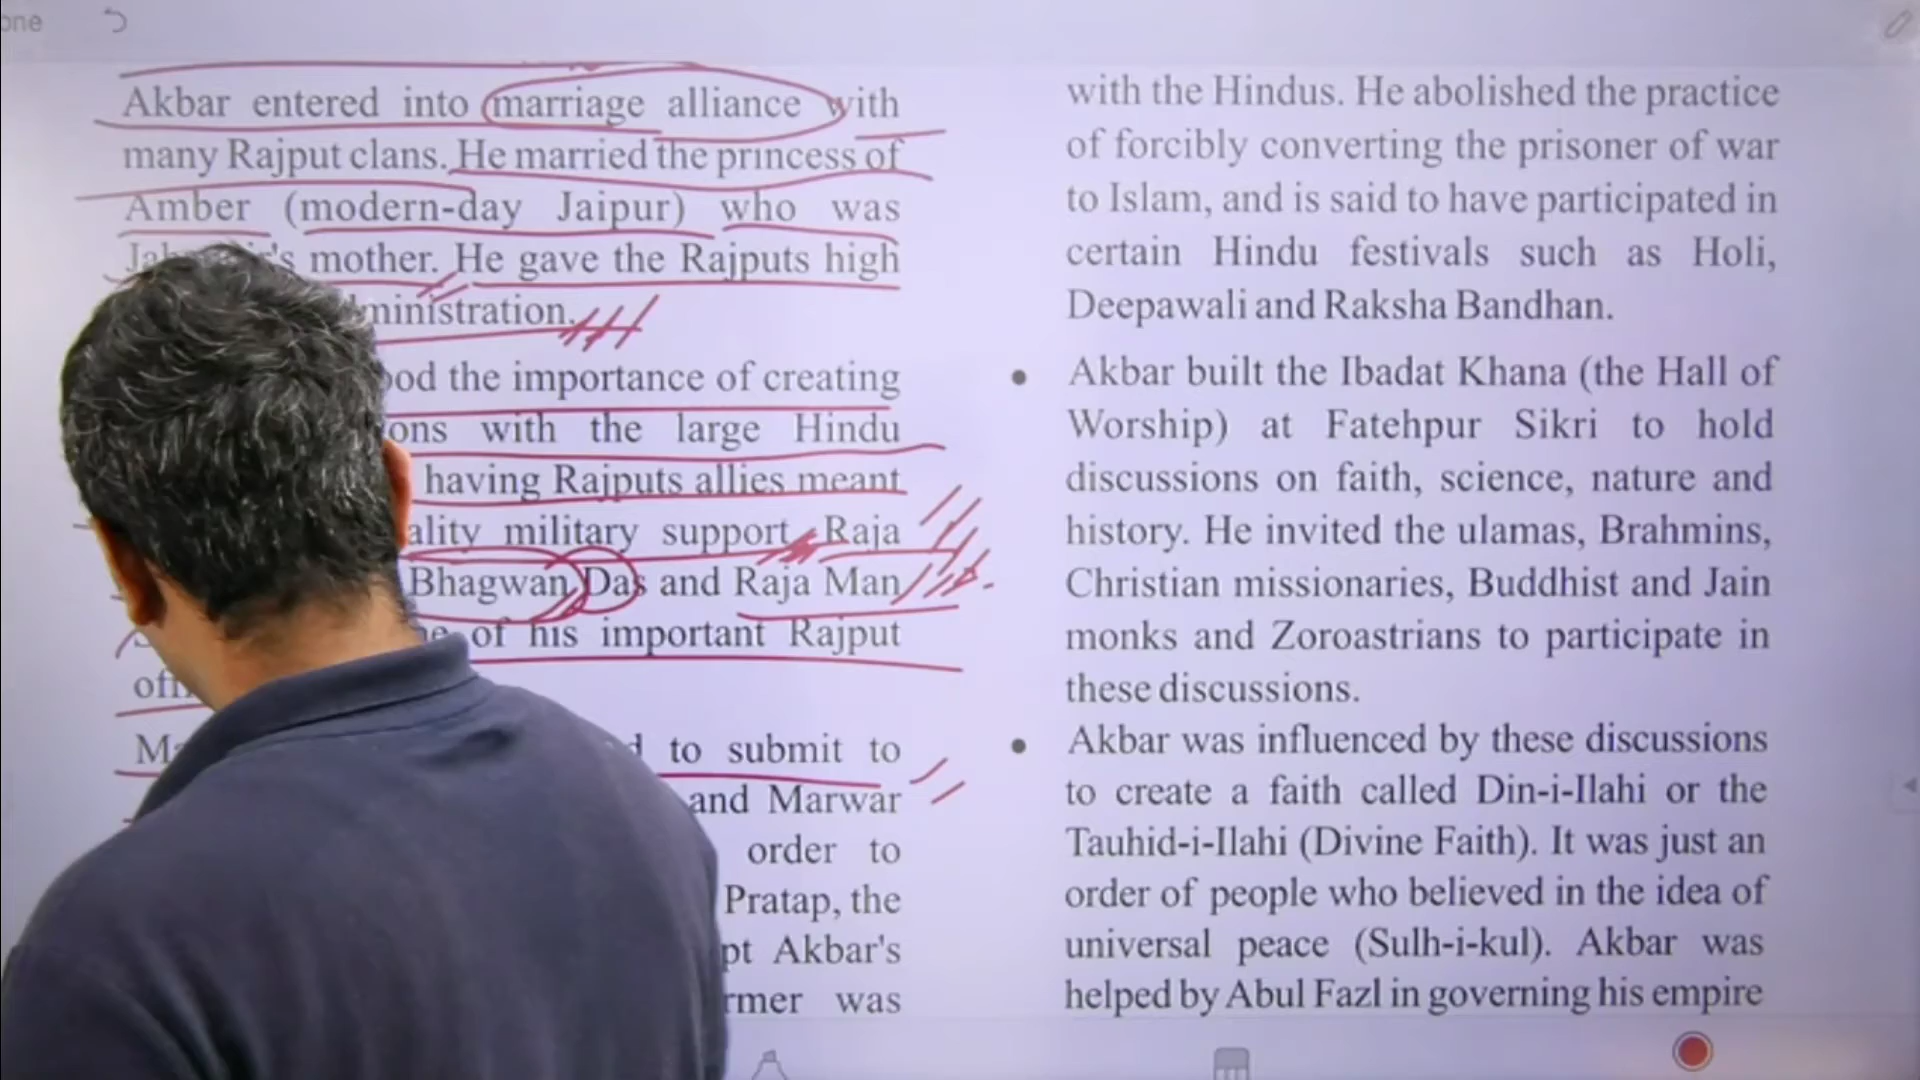 one
Akbar entered into marriage alliance with
many Rajput clans. He married the princess of
Amber (modern-day Jaipur) who was
mother. He gave the Rajputs high
the importance of creating
with the large Hindu
having Rajputs allies meant
military support. Raja
Bhagwan Das and Raja Man
of his important Rajput
to submit to
and Marwar
order to
Pratap, the
Akbar's
was
with the Hindus. He abolished the practice
of forcibly converting the prisoner of war
to Islam, and is said to have participated in
certain Hindu festivals such as Holi,
Deepawali and Raksha Bandhan.
• Akbar built the Ibadat Khana (the Hall of
Worship) at Fatehpur Sikri to hold
discussions on faith, science, nature and
history. He invited the ulamas, Brahmins,
Christian missionaries, Buddhist and Jain
monks and Zoroastrians to participate in
these discussions.
• Akbar was influenced by these discussions
to create a faith called Din-i-Ilahi or the
Tauhid-i-Ilahi (Divine Faith). It was just an
order of people who believed in the idea of
universal peace (Sulh-i-kul). Akbar was
helped by Abul Fazl in governing his empire